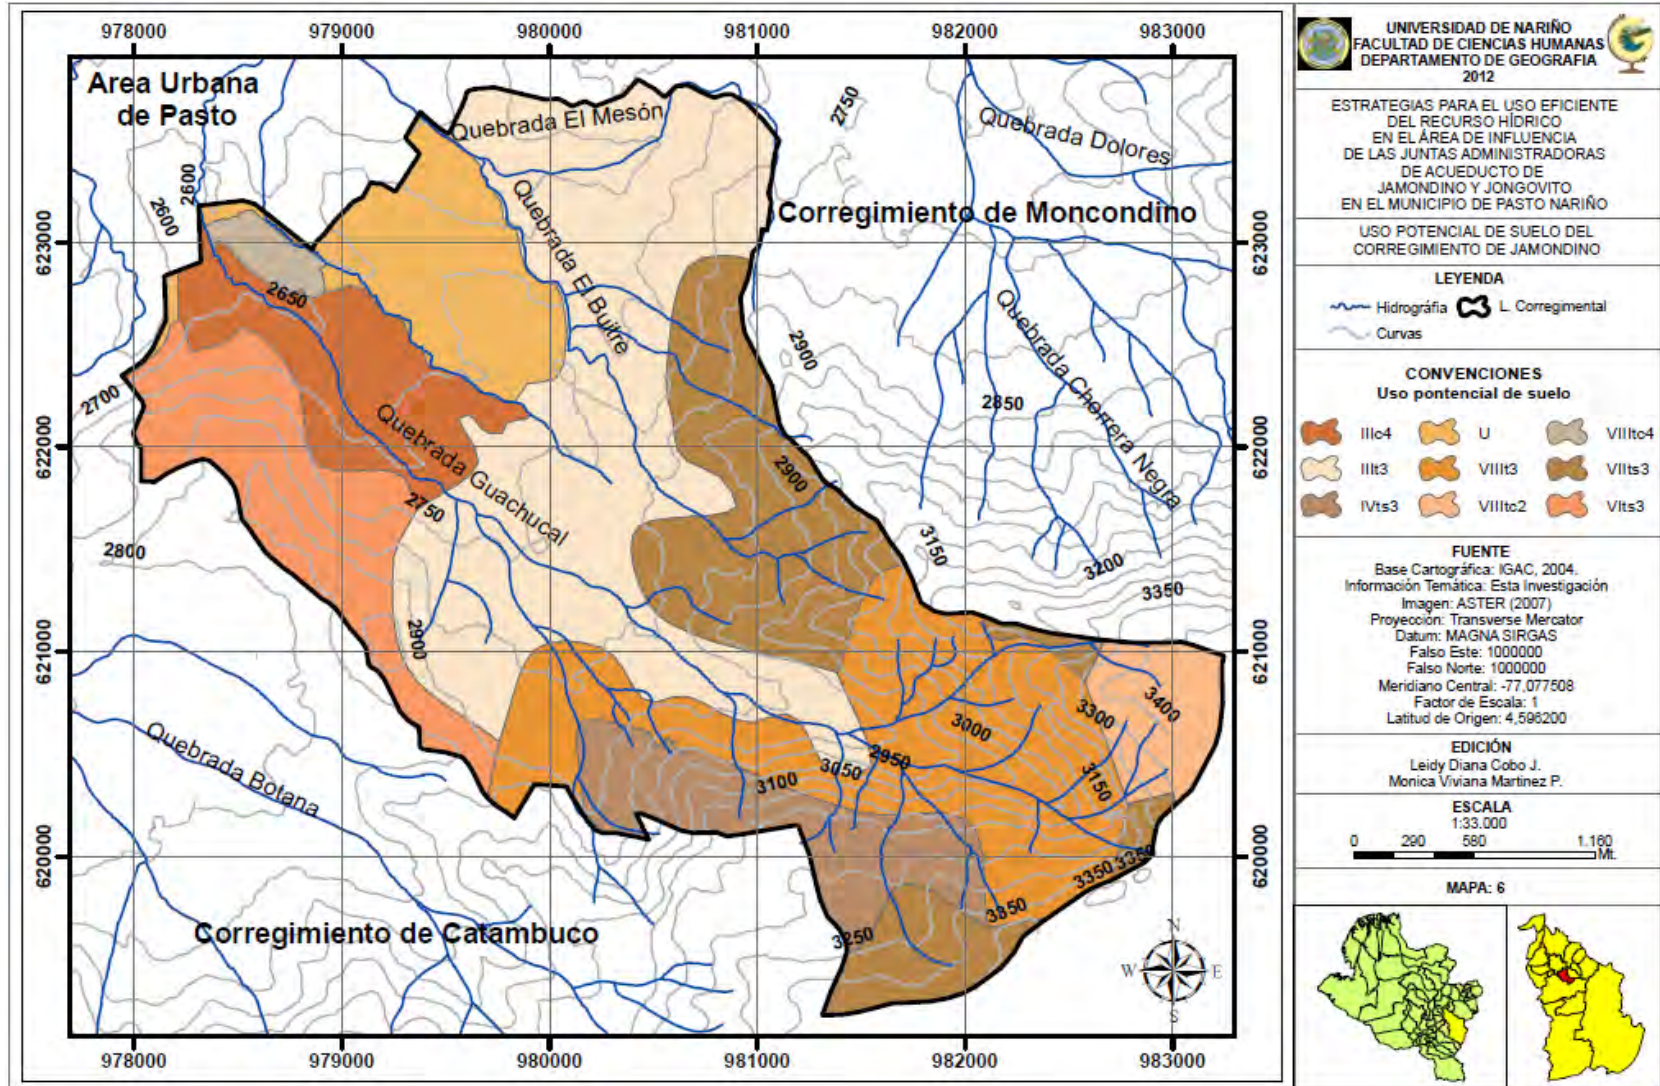 978000 979000 980000 981000 982000 983000
Area Urbana
de Pasto
Quebrada El Mesón
2750
Quebrada Dolores
2600
2600
Quebrada El Buitre
Corregimiento de Moncondino
623000
623000
2650
Quebrada Chorrera Negra
2900
2700
2850
Quebrada Guachucal
622000
622000
2900
2750
2800
3150
3200
3350
2900
621000
621000
3400
3300
3000
Quebrada Botana
2950
3050
3100
3150
620000
620000
3350
3350
3350
3250
Corregimiento de Catambuco
N
W E
S
978000 979000 980000 981000 982000 983000
UNIVERSIDAD DE NARIÑO
FACULTAD DE CIENCIAS HUMANAS
DEPARTAMENTO DE GEOGRAFIA
2012
ESTRATEGIAS PARA EL USO EFICIENTE
DEL RECURSO HÍDRICO
EN EL ÁREA DE INFLUENCIA
DE LAS JUNTAS ADMINISTRADORAS
DE ACUEDUCTO DE
JAMONDINO Y JONGOVITO
EN EL MUNICIPIO DE PASTO NARIÑO
USO POTENCIAL DE SUELO DEL
CORREGIMIENTO DE JAMONDINO
LEYENDA
Hidrográfia L. Corregimental
Curvas
CONVENCIONES
Uso pontencial de suelo
IIIc4 U VIIItc4
IIIt3 VIIIt3 VIIts3
IVts3 VIIItc2 VIts3
FUENTE
Base Cartográfica: IGAC, 2004.
Información Temática: Esta Investigación
Imagen: ASTER (2007)
Proyección: Transverse Mercator
Datum: MAGNA SIRGAS
Falso Este: 1000000
Falso Norte: 1000000
Meridiano Central: -77,077508
Factor de Escala: 1
Latitud de Origen: 4,596200
EDICIÓN
Leidy Diana Cobo J.
Monica Viviana Martinez P.
ESCALA
1:33.000
0 290 580 1.160
Mt.
MAPA: 6